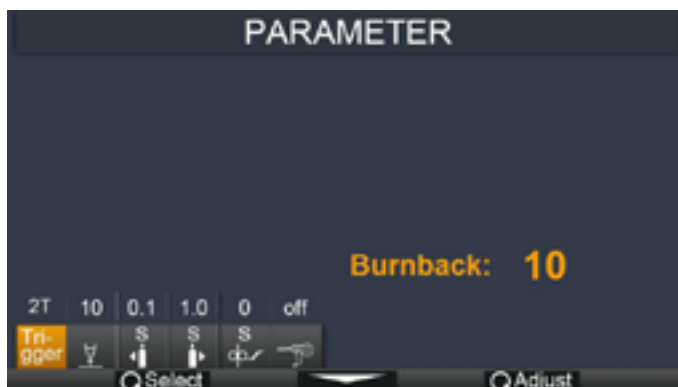 PARAMETER
Burnback: 10
2T 10 0.1 1.0 0 off
Tri-
gger S S S
Select Adjust